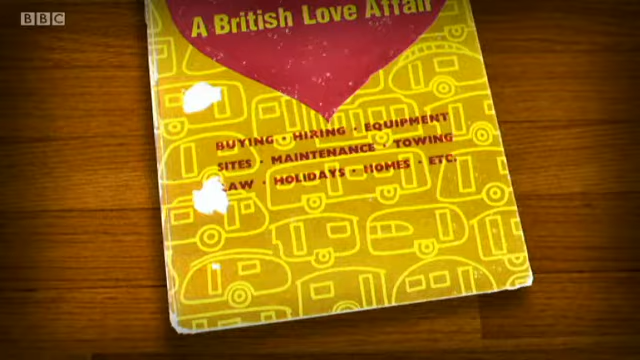 BBC
A British Love Affair
BUYING · HIRING · EQUIPMENT
SITES · MAINTENANCE · TOWING
LAW · HOLIDAYS · HOMES · ETC.